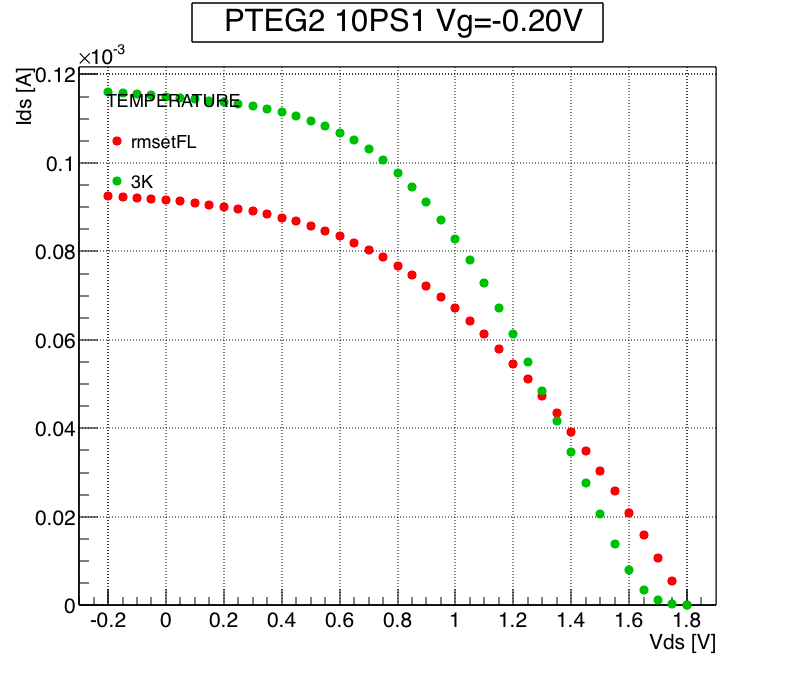 PTEG2 10PS1 Vg=-0.20V
×10-3
Ids [A]
0.12
TEMPERATURE
rmsetFL
0.1
3K
0.08
0.06
0.04
0.02
0
-0.2 0 0.2 0.4 0.6 0.8 1 1.2 1.4 1.6 1.8
Vds [V]